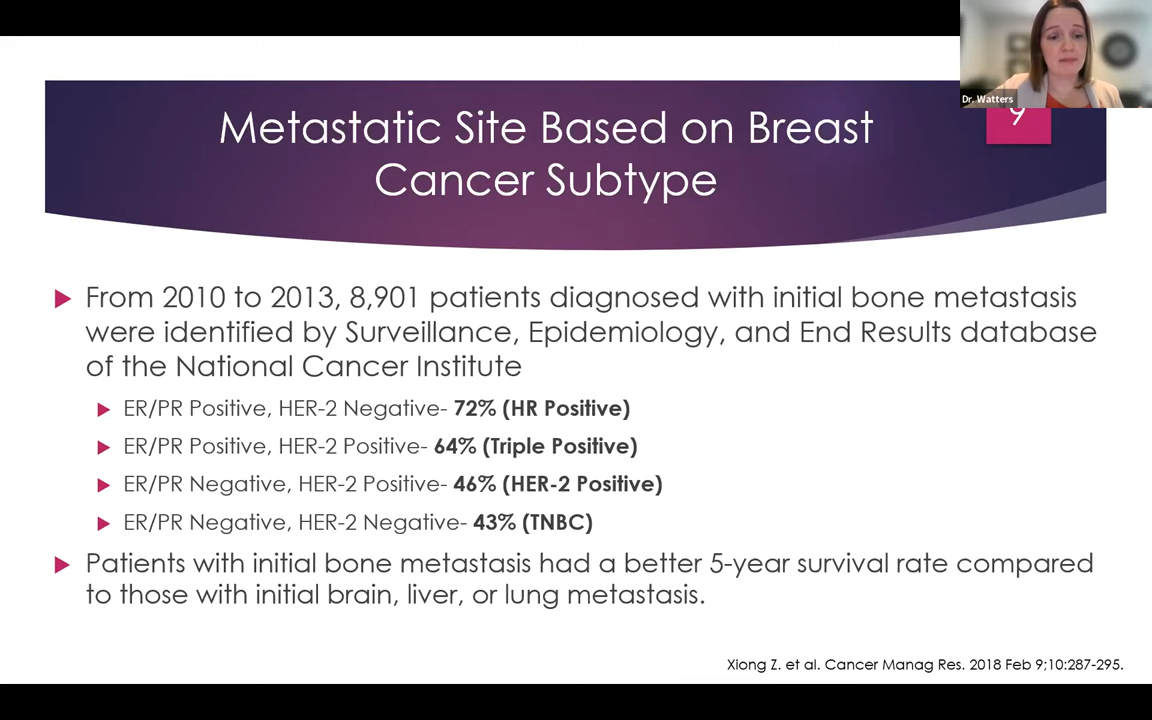 Dr. Watters
9
Metastatic Site Based on Breast
Cancer Subtype
From 2010 to 2013, 8,901 patients diagnosed with initial bone metastasis
were identified by Surveillance, Epidemiology, and End Results database
of the National Cancer Institute
ER/PR Positive, HER-2 Negative- 72% (HR Positive)
ER/PR Positive, HER-2 Positive- 64% (Triple Positive)
ER/PR Negative, HER-2 Positive- 46% (HER-2 Positive)
ER/PR Negative, HER-2 Negative- 43% (TNBC)
Patients with initial bone metastasis had a better 5-year survival rate compared
to those with initial brain, liver, or lung metastasis.
Xiong Z. et al. Cancer Manag Res. 2018 Feb 9;10:287-295.